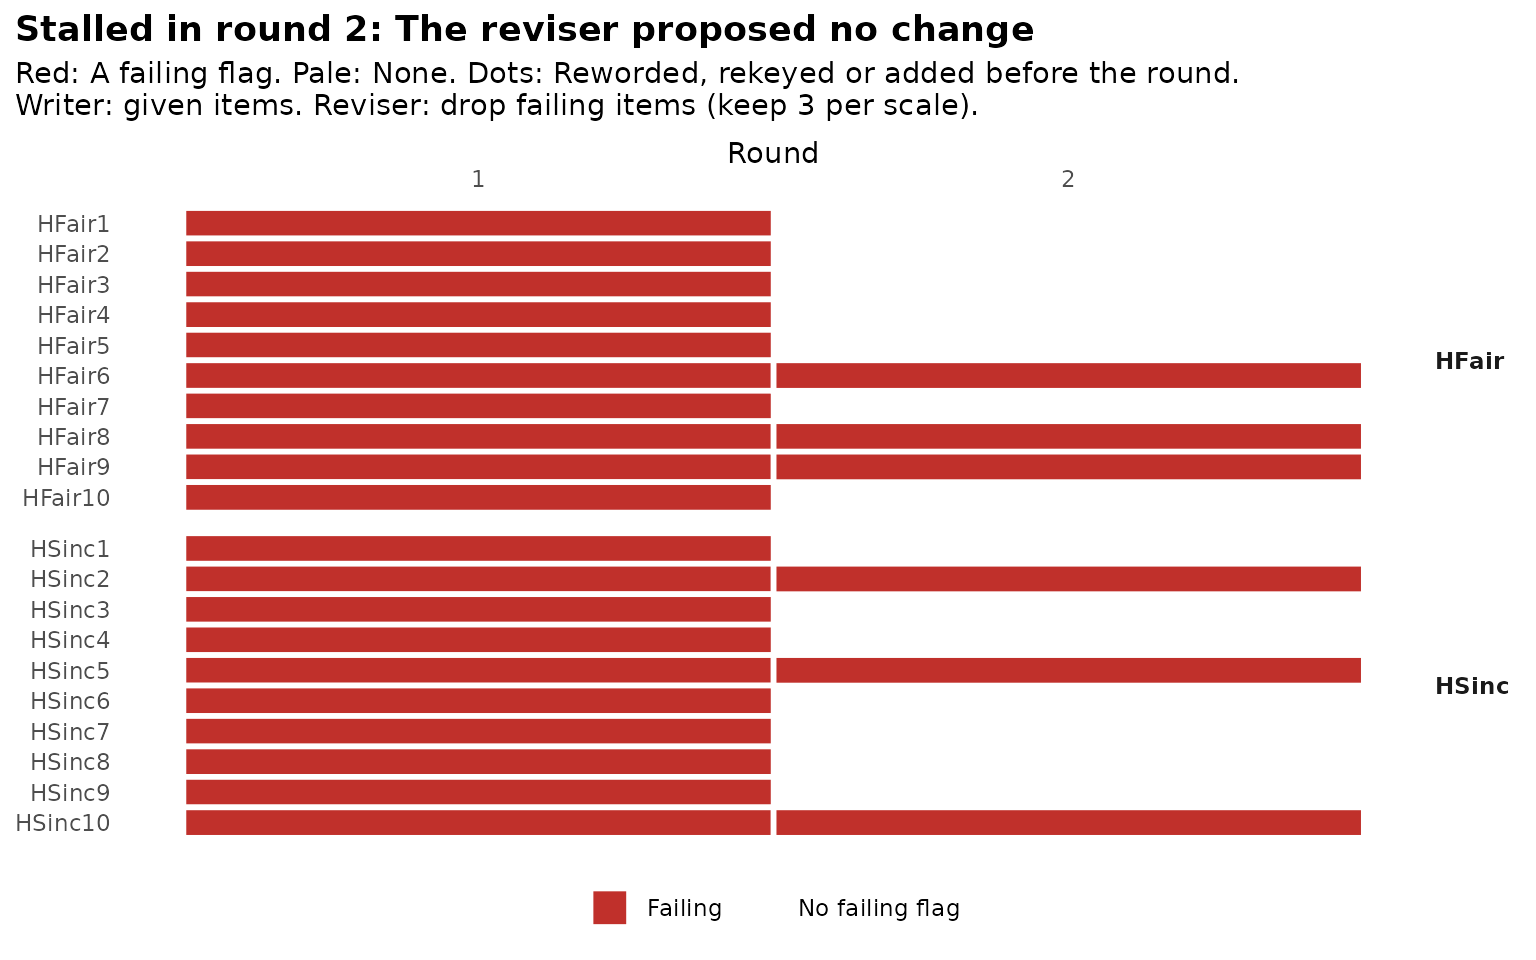 Stalled in round 2: The reviser proposed no change
Red: A failing flag. Pale: None. Dots: Reworded, rekeyed or added before the round.
Writer: given items. Reviser: drop failing items (keep 3 per scale).
Round
1 2
HFair1
HFair2
HFair3
HFair4
HFair5
HFair6
HFair7
HFair8
HFair9
HFair10
HFair
HSinc1
HSinc2
HSinc3
HSinc4
HSinc5
HSinc6
HSinc7
HSinc8
HSinc9
HSinc10
HSinc
Failing No failing flag